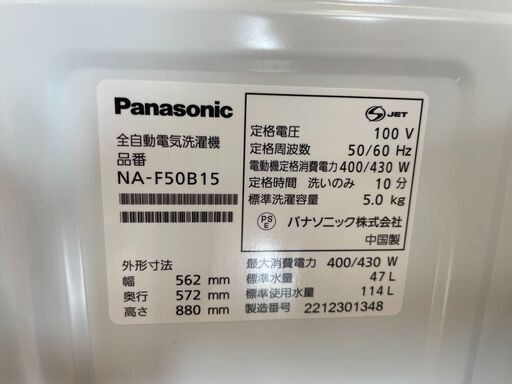 Panasonic
全自動電気洗濯機
品番
NA-F50B15
外形寸法
幅 562 mm
奥行 572 mm
高さ 880 mm
S JET
定格電圧 100 V
定格周波数 50/60 Hz
電動機定格消費電力 400/430 W
定格時間 洗いのみ 10 分
標準洗濯容量 5.0 kg
PS E パナソニック株式会社
中国製
最大消費電力 400/430 W
標準水量 47 L
標準使用水量 114 L
製造番号 2212301348